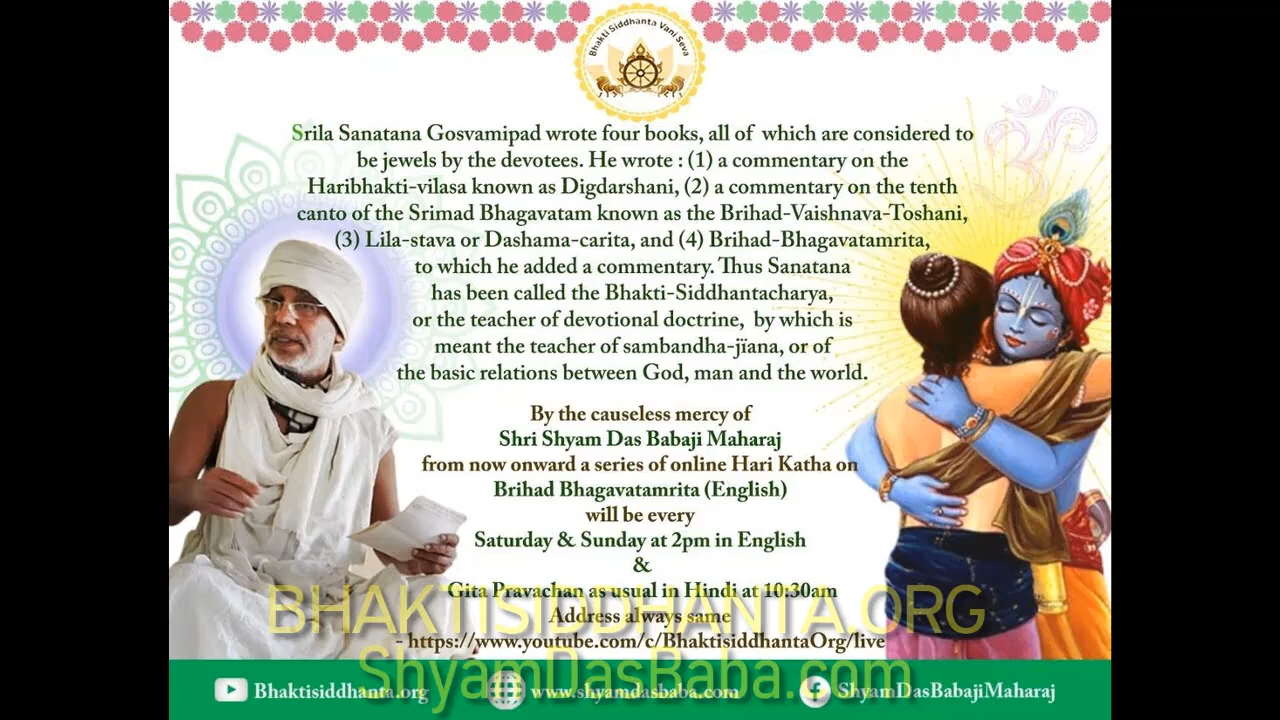 Bhakti Siddhanta Vani Seva
Srila Sanatana Gosvamipad wrote four books, all of which are considered to
be jewels by the devotees. He wrote : (1) a commentary on the
Haribhakti-vilasa known as Digdarshani, (2) a commentary on the tenth
canto of the Srimad Bhagavatam known as the Brihad-Vaishnava-Toshani,
(3) Lila-stava or Dashama-carita, and (4) Brihad-Bhagavatamrita,
to which he added a commentary. Thus Sanatana
has been called the Bhakti-Siddhantacharya,
or the teacher of devotional doctrine, by which is
meant the teacher of sambandha-jïana, or of
the basic relations between God, man and the world.
By the causeless mercy of
Shri Shyam Das Babaji Maharaj
from now onward a series of online Hari Katha on
Brihad Bhagavatamrita (English)
will be every
Saturday & Sunday at 2pm in English
&
Gita Pravachan as usual in Hindi at 10:30am
BHAKTISIDDHANTA.ORG
Address always same
- https://www.youtube.com/c/BhaktisiddhantaOrg/live
ShyamDasBaba.com
Bhaktisiddhanta.org
www.shyamdasbaba.com
ShyamDasBabajiMaharaj
ॐ